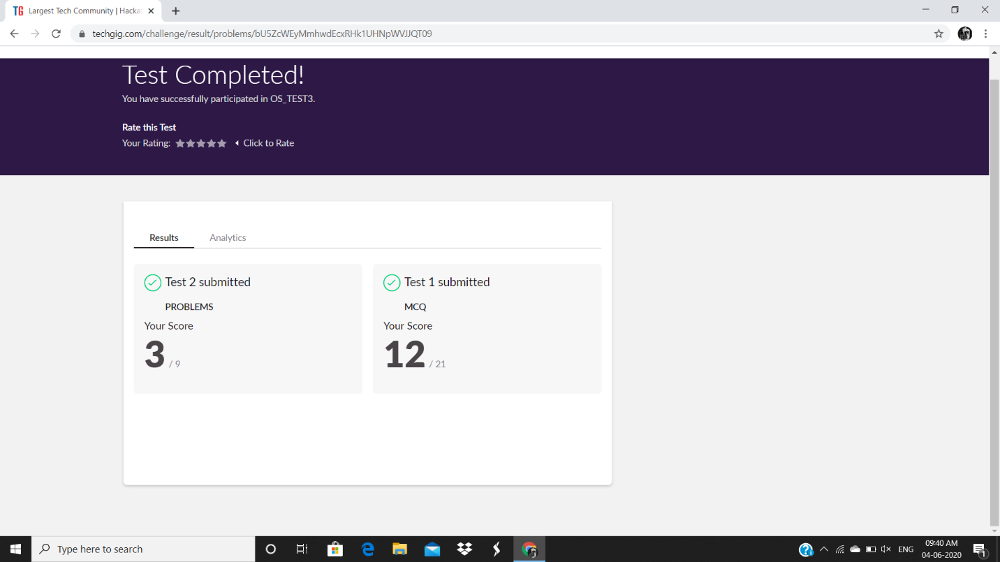 TG Largest Tech Community | Hacka
techgig.com/challenge/result/problems/bU5ZcWEyMmhwdEcxRHk1UHNpWVJJQT09
Test Completed!
You have successfully participated in OS_TEST3.
Rate this Test
Your Rating: Click to Rate
Results Analytics
Test 2 submitted
PROBLEMS
Your Score
3 / 9
Test 1 submitted
MCQ
Your Score
12 / 21
Type here to search
ENG
09:40 AM
04-06-2020
1